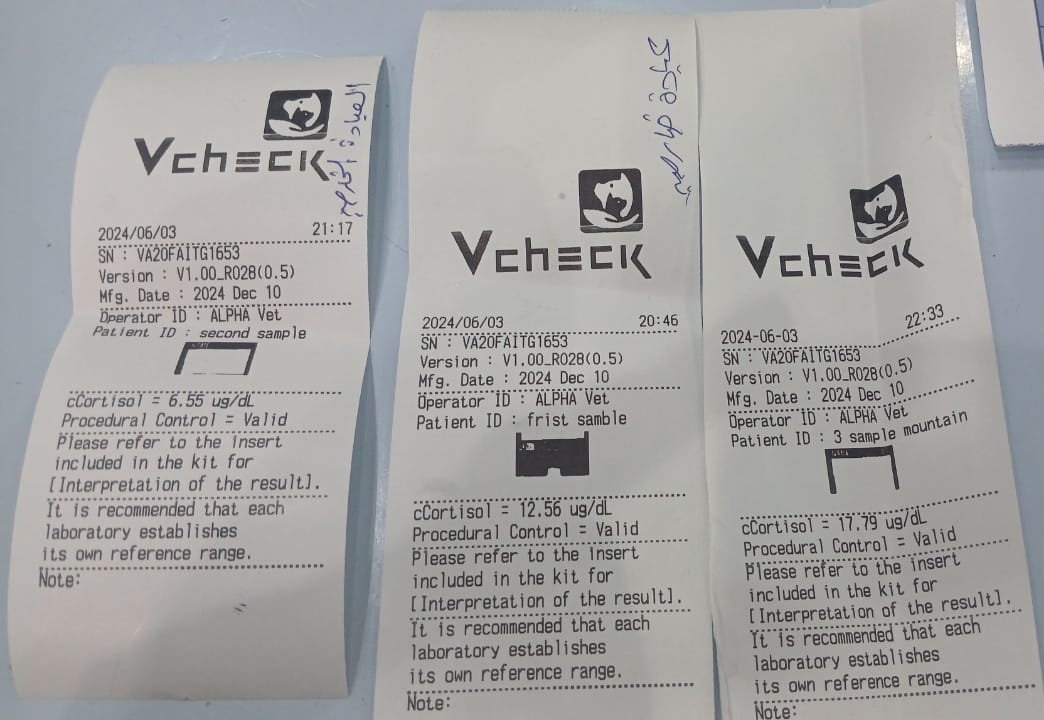 Vcheck
2024/06/03 21:17
SN : VA20FAITG1653
Version : V1.00_R028(0.5)
Mfg. Date : 2024 Dec 10
Operator ID : ALPHA Vet
Patient ID : second sample
cCortisol = 6.55 ug/dL
Procedural Control = Valid
Please refer to the insert
included in the kit for
[Interpretation of the result].
It is recommended that each
laboratory establishes
its own reference range.
Note:
Vcheck
2024/06/03 20:46
SN : VA20FAITG1653
Version : V1.00_R028(0.5)
Mfg. Date : 2024 Dec 10
Operator ID : ALPHA Vet
Patient ID : frist samble
cCortisol = 12.56 ug/dL
Procedural Control = Valid
Please refer to the insert
included in the kit for
[Interpretation of the result].
It is recommended that each
laboratory establishes
its own reference range.
Note:
Vcheck
2024-06-03 22:33
SN : VA20FAITG1653
Version : V1.00_R028(0.5)
Mfg. Date : 2024 Dec 10
Operator ID : ALPHA Vet
Patient ID : 3 sample mountain
cCortisol = 17.79 ug/dL
Procedural Control = Valid
Please refer to the insert
included in the kit for
[Interpretation of the result].
It is recommended that each
laboratory establishes
its own reference range.
Note: